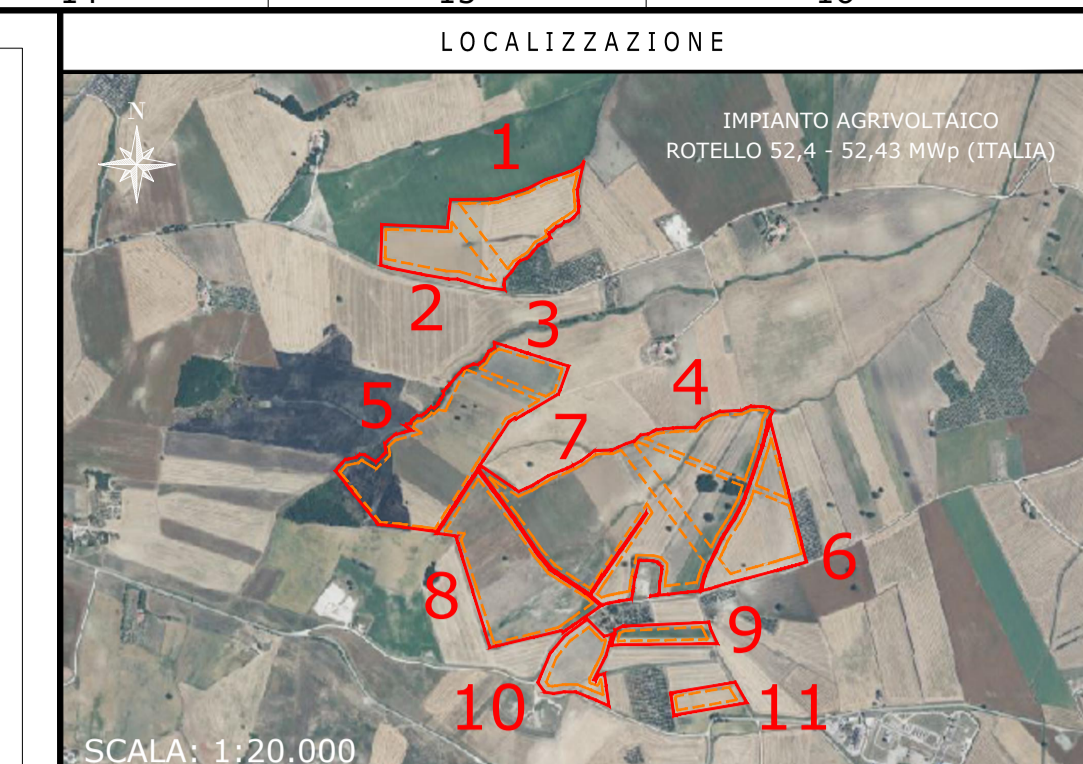 LOCALIZZAZIONE
N
IMPIANTO AGRIVOLTAICO
ROTELLO 52,4 - 52,43 MWp (ITALIA)
1
2
3
4
5
7
6
8
9
10
11
SCALA: 1:20.000